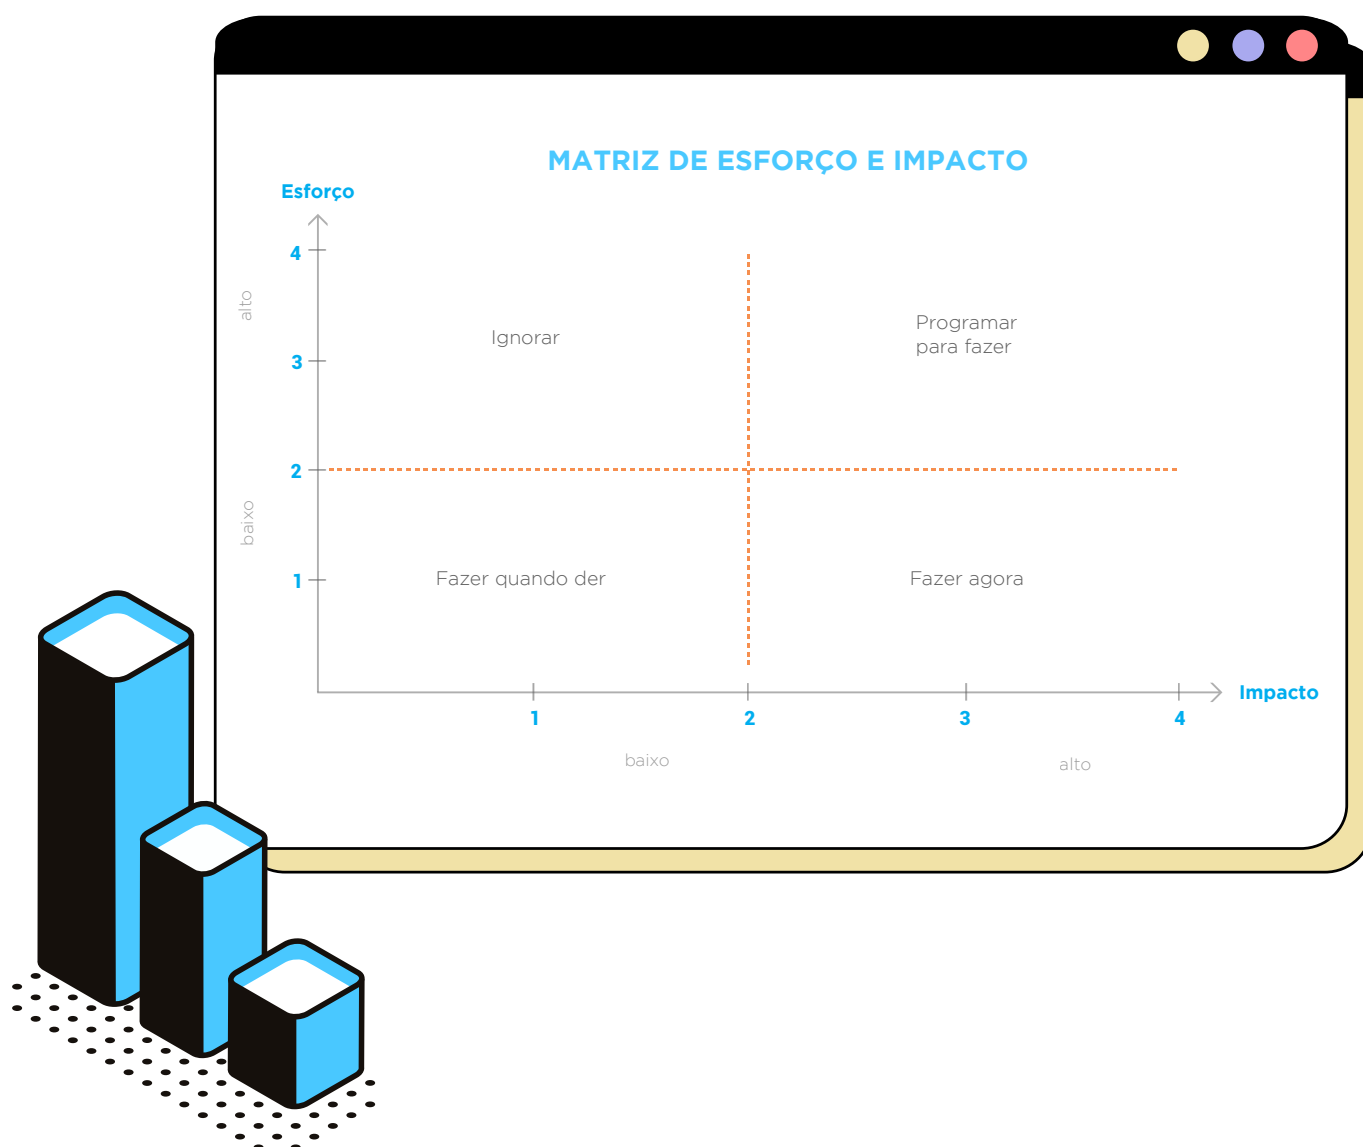 MATRIZ DE ESFORÇO E IMPACTO
Esforço
4
alto
Ignorar
Programar
para fazer
3
2
baixo
1
Fazer quando der
Fazer agora
Impacto
1
2
3
4
baixo
alto